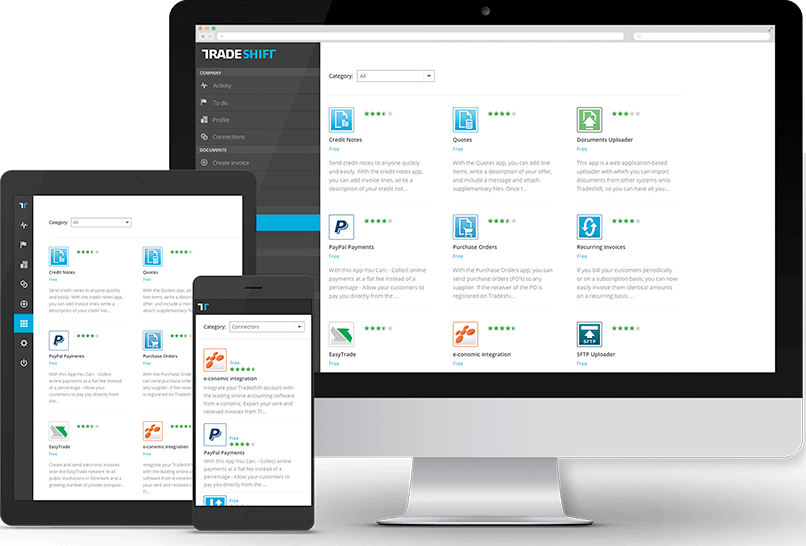 TRADESHIFT
COMPANY
Activity
To do
Profile
Connections
DOCUMENTS
Create invoice
Category: All
Credit Notes
Free
Send credit notes to anyone quickly
and easily. With the credit notes app,
you can add invoice lines, write a
description of your credit not...
Quotes
Free
With the Quotes app, you can add line
items, write a description of your offer,
and include a message and attach
supplementary files. Once t...
Documents Uploader
Free
This app is a web application-based
uploader with which you can import
documents from other systems onto
Tradeshift, so you can have all you...
PayPal Payments
Free
With this App You Can: - Collect online
payments at a flat fee instead of a
percentage - Allow your customers to
pay you directly from the ...
Purchase Orders
Free
With the Purchase Orders app, you can
send purchase orders (PO's) to any
supplier. If the receiver of the PO is
registered on Tradeshi...
Recurring Invoices
Free
If you bill your customers periodically
or on a subscription basis, you can now
easily invoice them identical amounts
on a recurring basis. ...
EasyTrade
Free
e-conomic integration
Free
SFTP
SFTP Uploader
Free
Category: All
Credit Notes
Free
Send credit notes to anyone quickly
and easily. With the credit notes app,
you can add invoice lines, write a
description of your credit not...
Quotes
Free
With the Quotes app, you can add
line items, write a description of
your offer, and include a message
and attach supplementary files. Once
t...
PayPal Payments
Free
With this App You Can: - Collect
online payments at a flat fee
instead of a percentage - Allow your
customers to pay you directly from
the ...
Purchase Orders
Free
With the Purchase Orders app, you
can send purchase orders (PO's) to
any supplier. If the receiver of the PO
is registered on Tradeshi...
EasyTrade
Free
Create and send electronic invoices
over the EasyTrade network to all
public institutions in Denmark and a
growing number of private compa...
e-conomic integration
Free
Integrate your Tradeshift
with the leading
software from e-conomic.
your sent and received
from Tr...
Category: Connectors
Free
e-conomic integration
Integrate your Tradeshift account with
the leading online accounting software
from e-conomic. Export your sent and
received invoices from Tr...
Free
PayPal Payments
With this App You Can: - Collect online
payments at a flat fee instead of a
percentage - Allow your customers to
pay you directly from the ...
Free